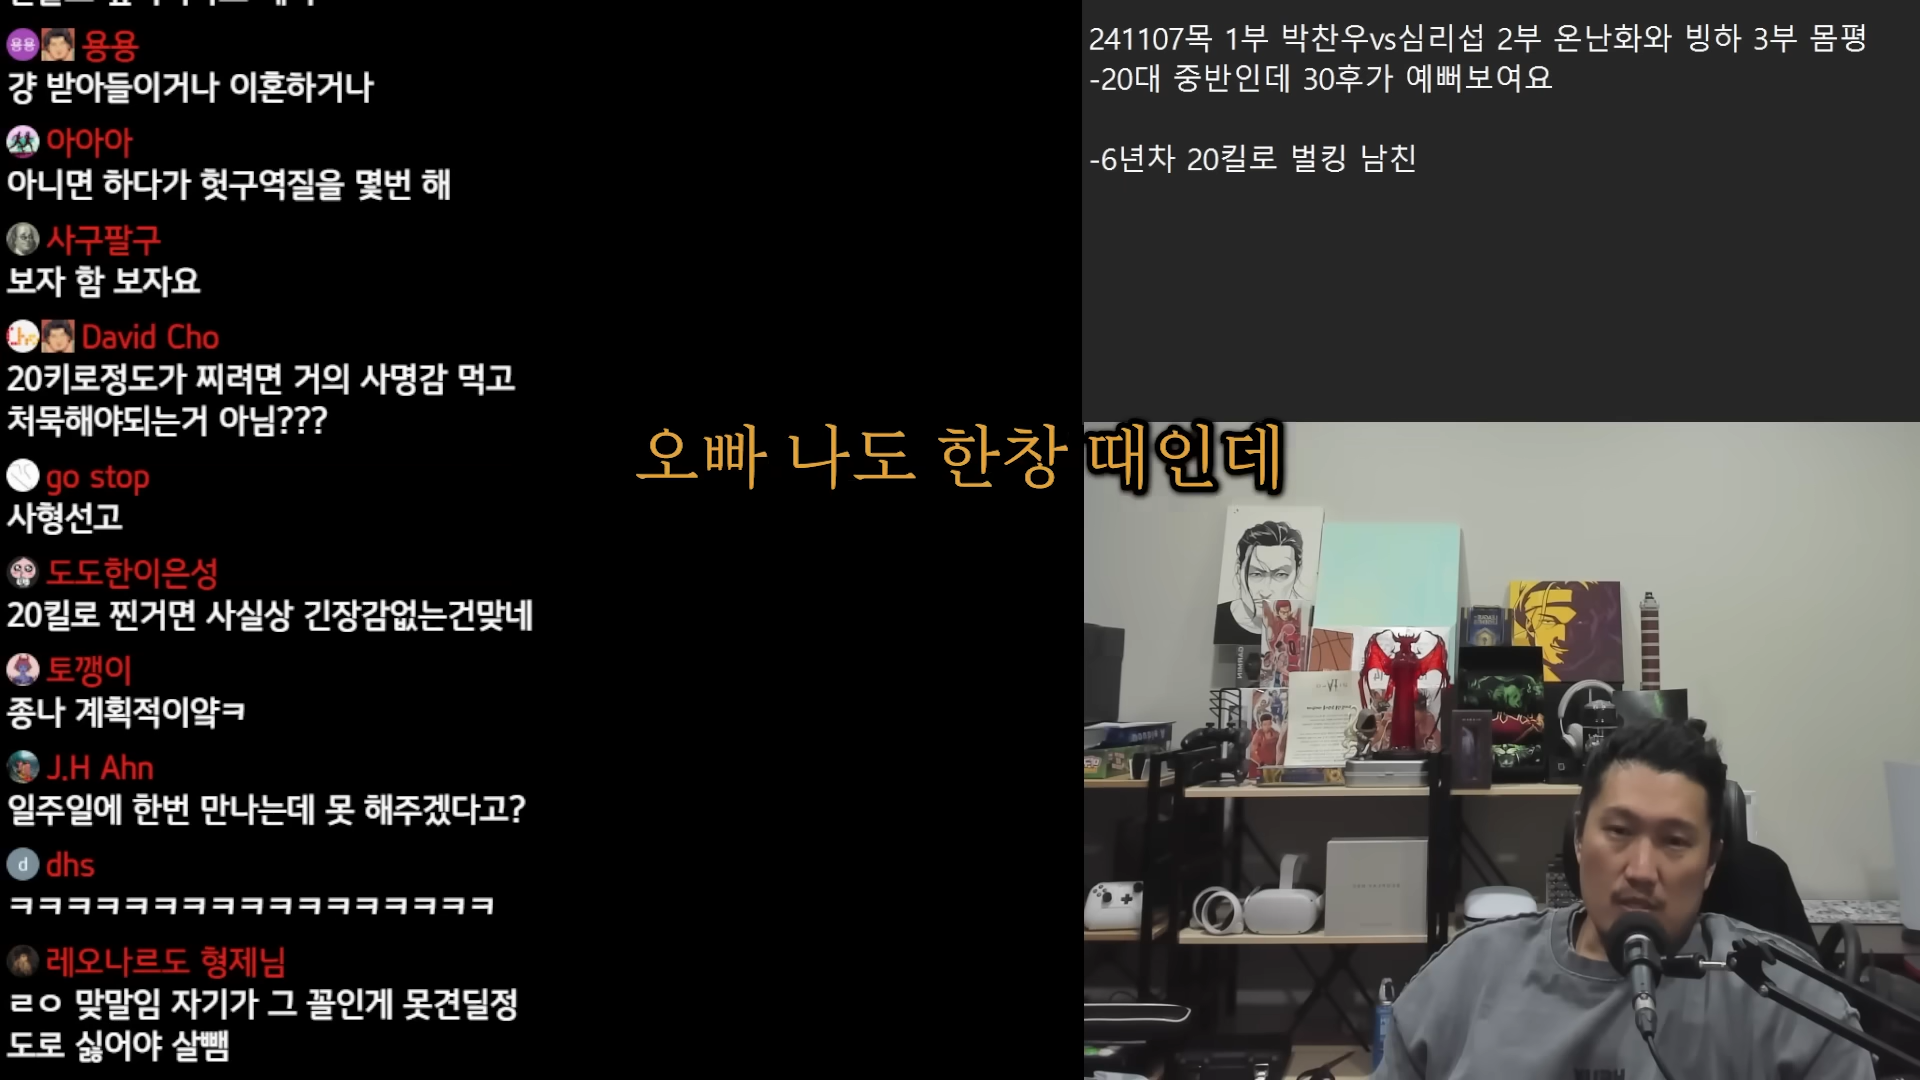 용용
걍 받아들이거나 이혼하거나
아아아
아니면 하다가 헛구역질을 몇번 해
사구팔구
보자 함 보자요
David Cho
20키로정도가 찌려면 거의 사명감 먹고
처묵해야되는거 아님???
go stop
사형선고
도도한이은성
20킬로 찐거면 사실상 긴장감없는건맞네
토깽이
종나 계획적이얔ㅋ
J.H Ahn
일주일에 한번 만나는데 못 해주겠다고?
d dhs
ㅋㅋㅋㅋㅋㅋㅋㅋㅋㅋㅋㅋㅋㅋㅋㅋㅋ
레오나르도 형제님
ㄹㅇ 맞말임 자기가 그 꼴인게 못견딜정
도로 싫어야 살뺌
오빠 나도 한창 때인데
241107목 1부 박찬우vs심리섭 2부 온난화와 빙하 3부 몸평
-20대 중반인데 30후가 예뻐보여요
-6년차 20킬로 벌킹 남친